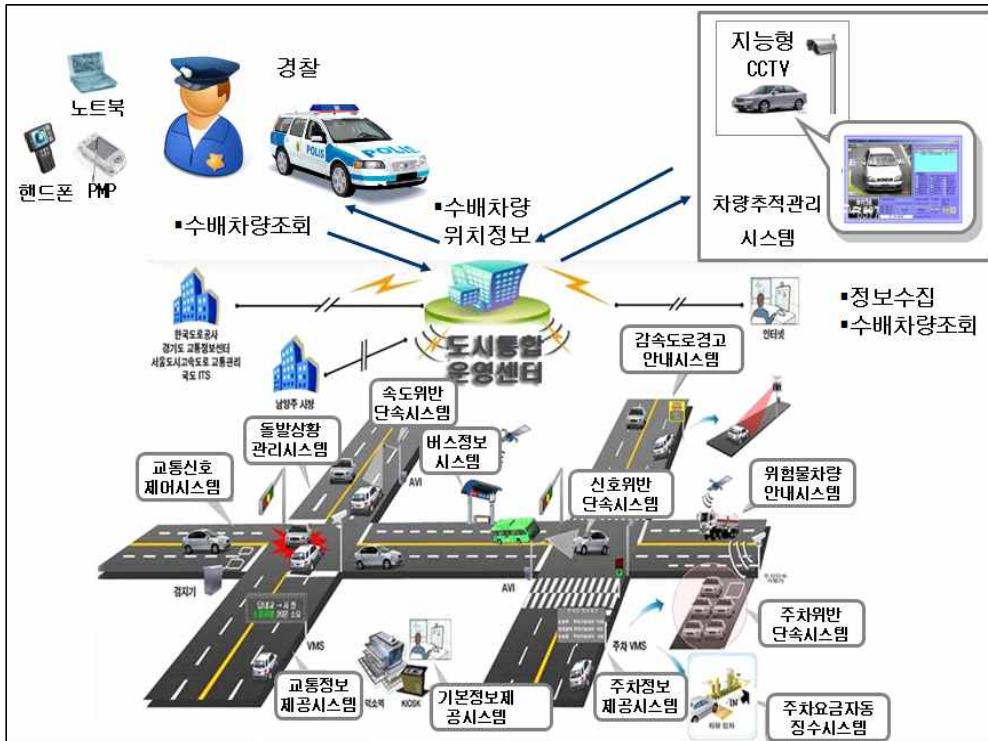 경찰
노트북
핸드폰
PMP
POLIS
POLIS
지능형
CCTV
차량추적관리
시스템
▪수배차량조회
▪수배차량
위치정보
▪정보수집
▪수배차량조회
한국도로공사
경기도 교통정보센터
서울도시고속도로 교통관리
국도 ITS
남양주 시청
도시통합
운영센터
인터넷
감속도로경고
안내시스템
속도위반
단속시스템
돌발상황
관리시스템
버스정보
시스템
교통신호
제어시스템
신호위반
단속시스템
위험물차량
안내시스템
AVI
검지기
AVI
VMS
주차 VMS
주차위반
단속시스템
교통정보
제공시스템
덕소역
KIOSK
기본정보제
공시스템
주차정보
제공시스템
IN
주차요금자동
징수시스템